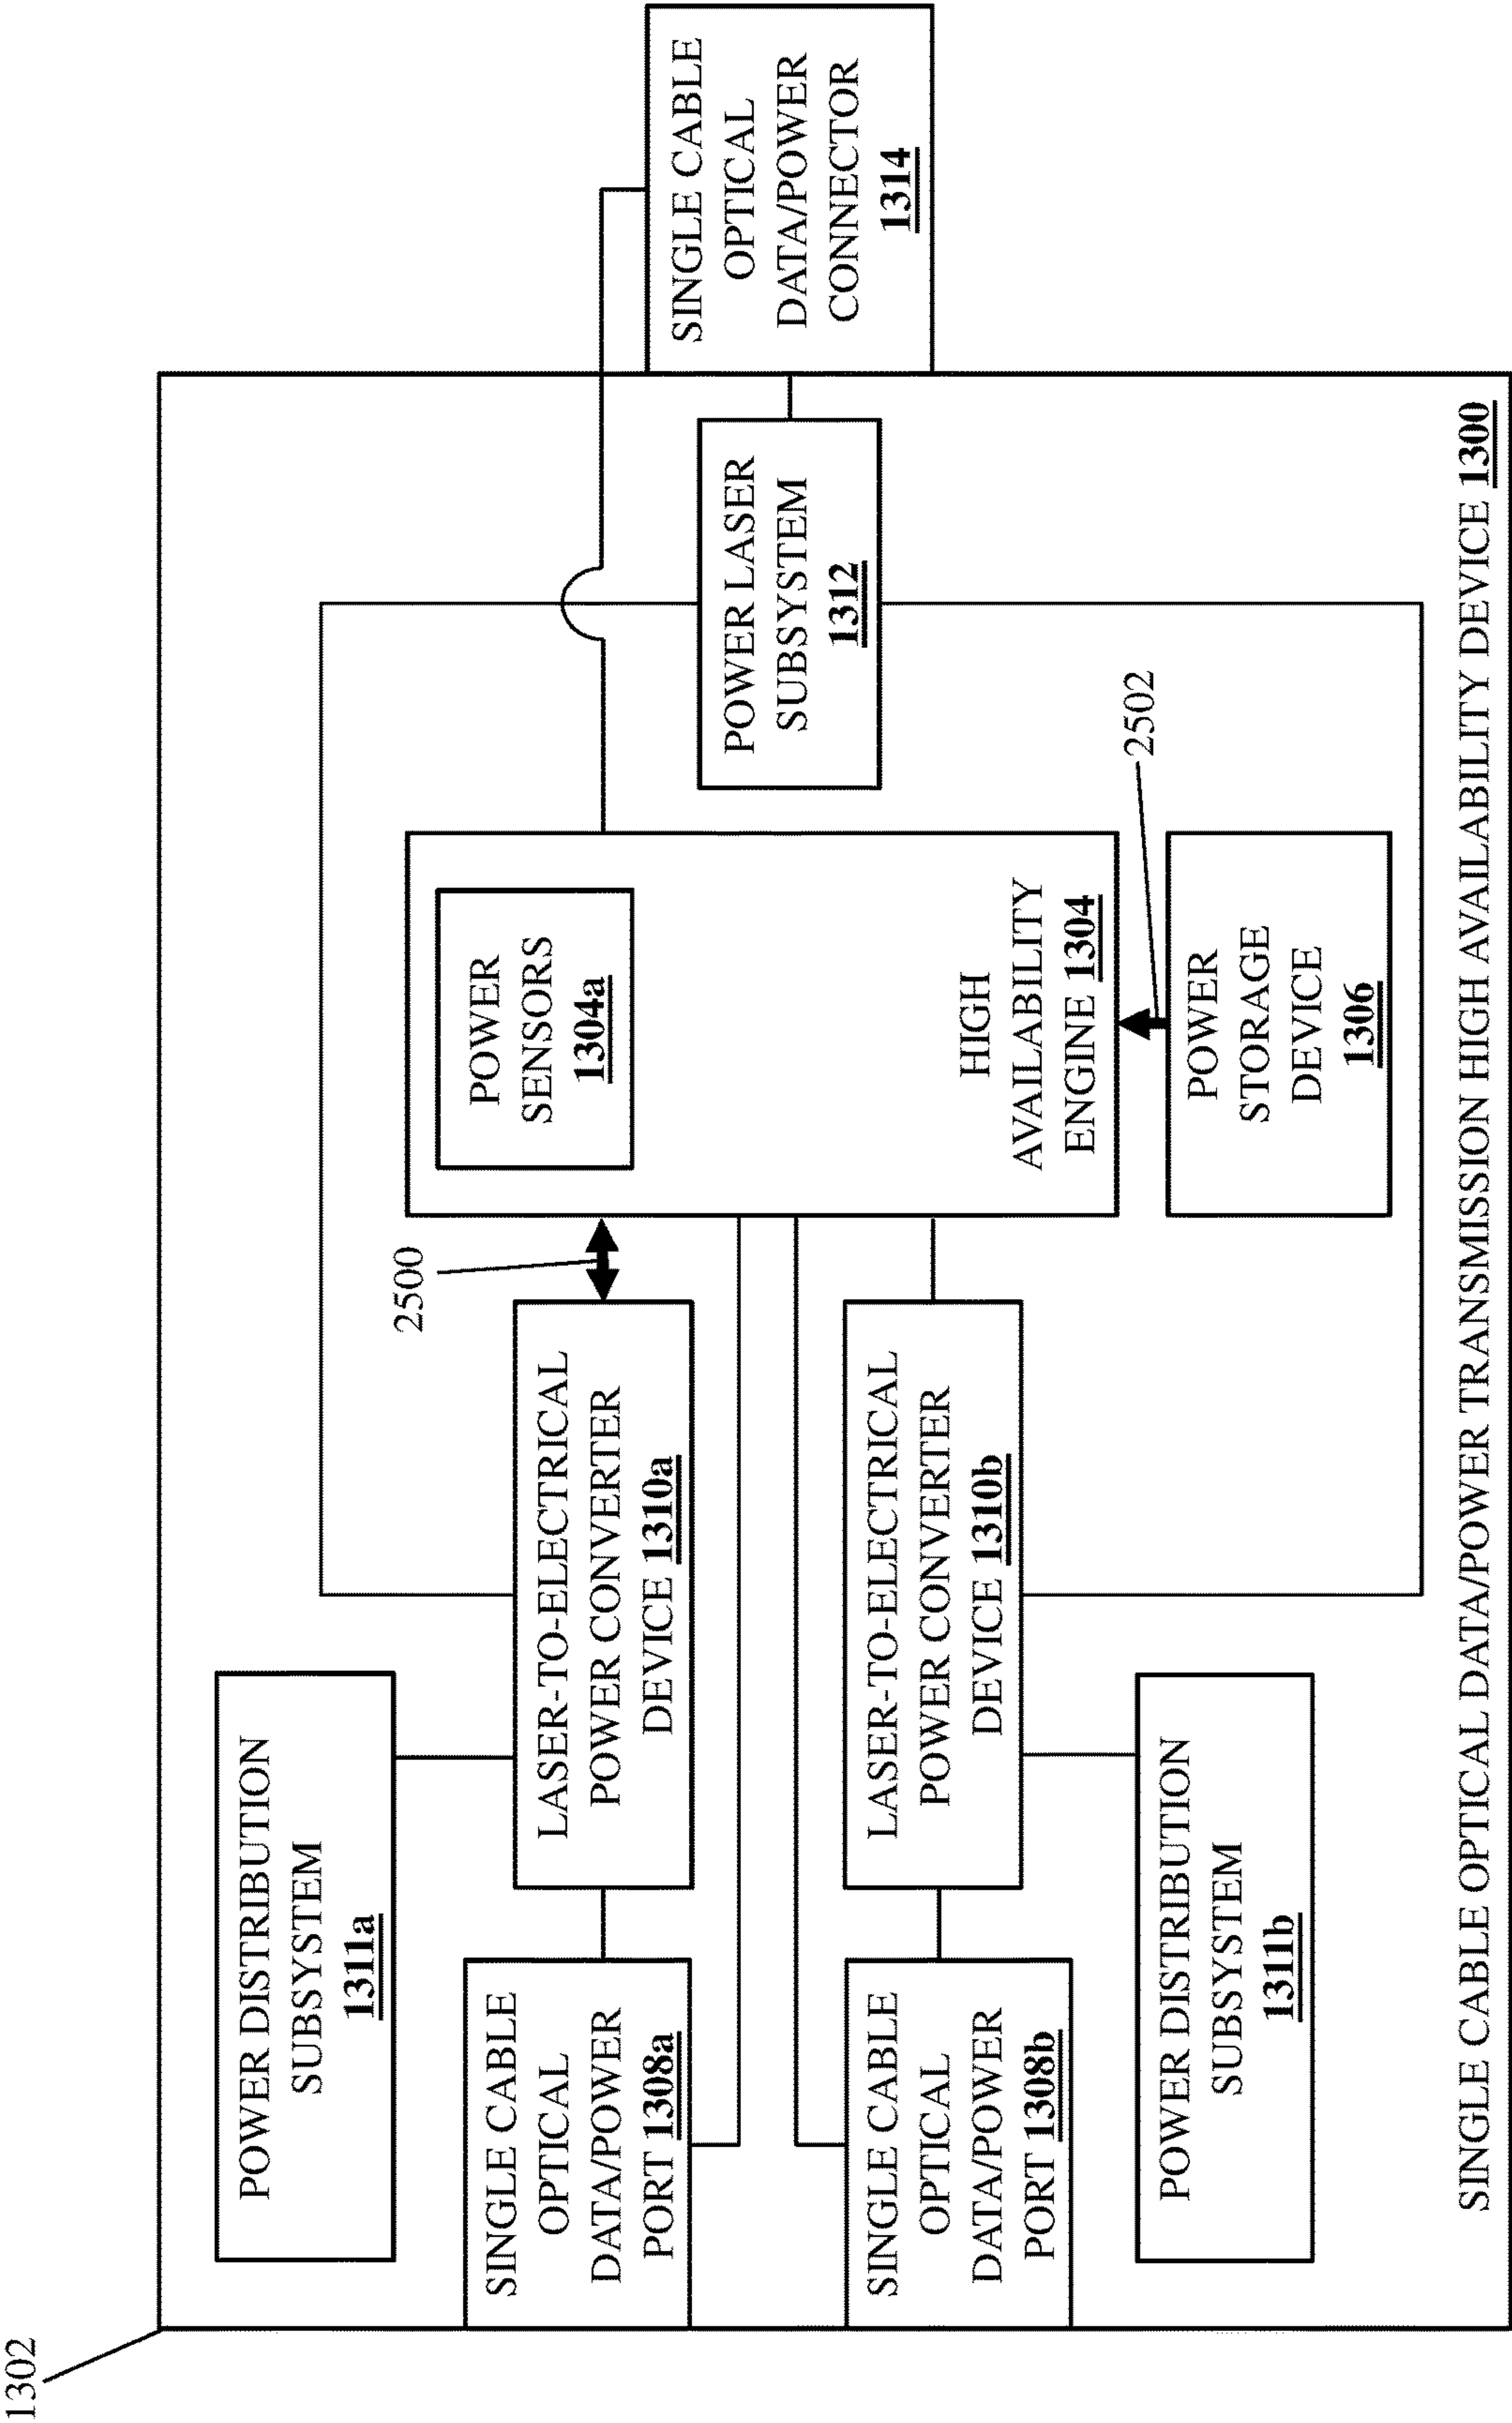 1302
POWER DISTRIBUTION
SUBSYSTEM
1311a
SINGLE CABLE
OPTICAL
DATA/POWER
PORT 1308a
LASER-TO-ELECTRICAL
POWER CONVERTER
DEVICE 1310a
2500
POWER
SENSORS
1304a
HIGH
AVAILABILITY
ENGINE 1304
POWER LASER
SUBSYSTEM
1312
SINGLE CABLE
OPTICAL
DATA/POWER
CONNECTOR
1314
SINGLE CABLE
OPTICAL
DATA/POWER
PORT 1308b
LASER-TO-ELECTRICAL
POWER CONVERTER
DEVICE 1310b
2502
POWER
STORAGE
DEVICE
1306
POWER DISTRIBUTION
SUBSYSTEM
1311b
SINGLE CABLE OPTICAL DATA/POWER TRANSMISSION HIGH AVAILABILITY DEVICE 1300